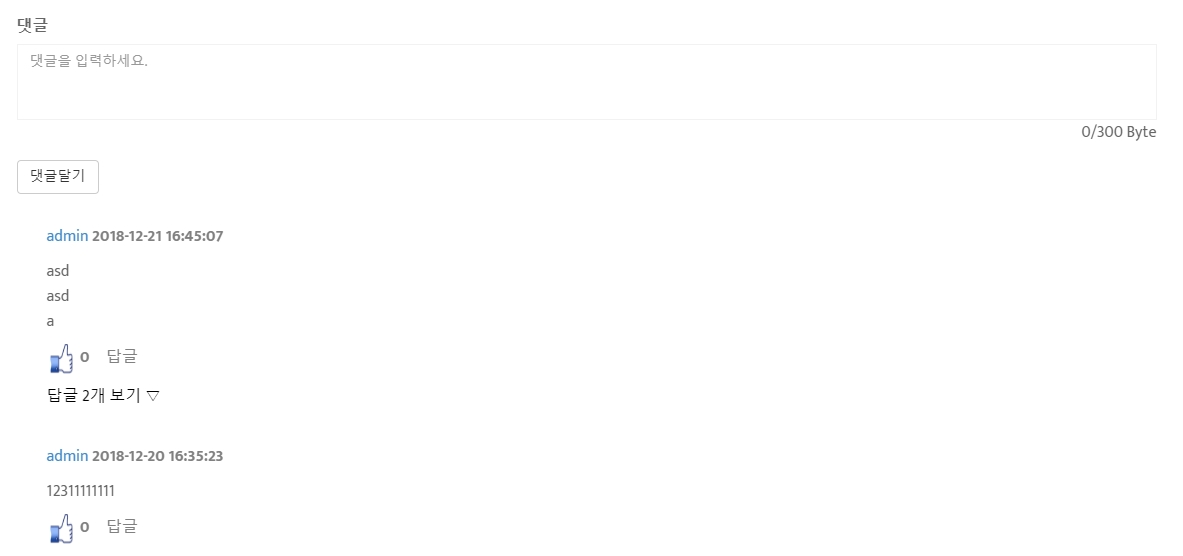 댓글
댓글을 입력하세요.
0/300 Byte
댓글달기
admin 2018-12-21 16:45:07
asd
asd
a
0 답글
답글 2개 보기 ▽
admin 2018-12-20 16:35:23
12311111111
0 답글